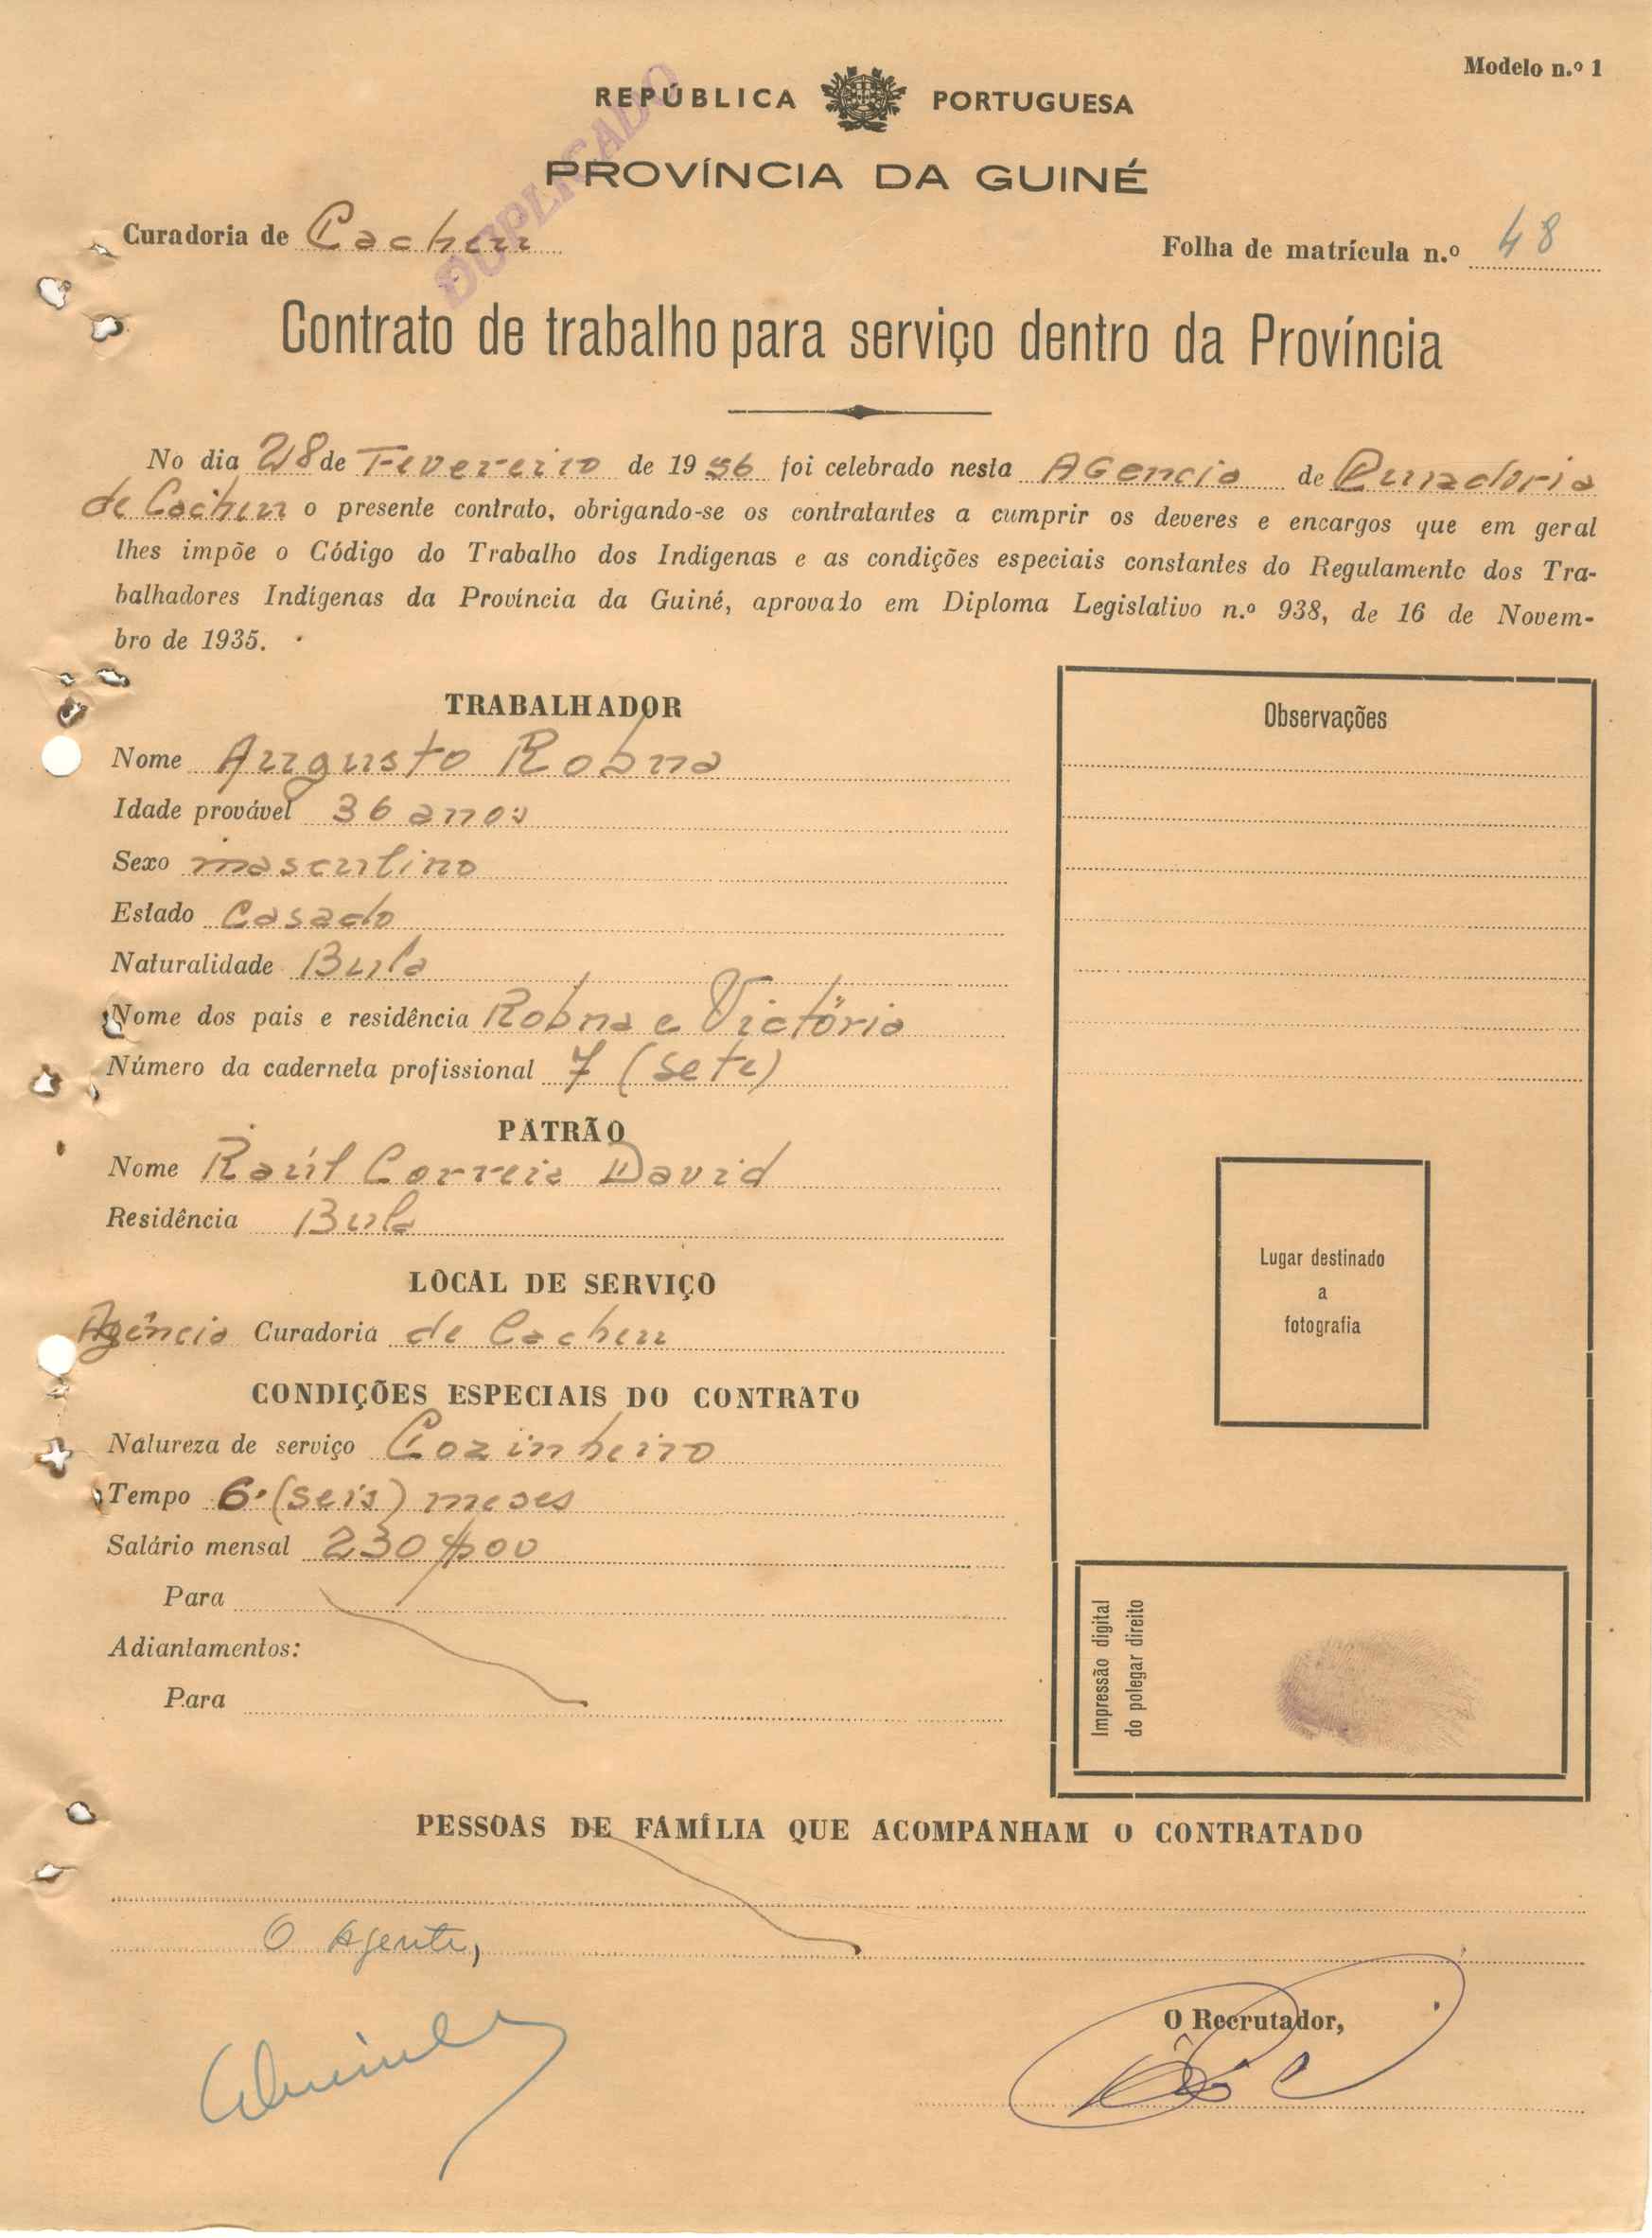 Modelo n.º 1
REPÚBLICA PORTUGUESA
DUPLICADO
PROVÍNCIA DA GUINÉ
Curadoria de Cacheu
Folha de matrícula n.º 48
Contrato de trabalho para serviço dentro da Província
No dia 28 de Fevereiro de 1956 foi celebrado nesta Agencia de Curadoria
de Cacheu o presente contrato, obrigando-se os contratantes a cumprir os deveres e encargos que em geral
lhes impõe o Código do Trabalho dos Indígenas e as condições especiais constantes do Regulamento dos Tra-
balhadores Indígenas da Província da Guiné, aprovado em Diploma Legislativo n.º 938, de 16 de Novem-
bro de 1935.
TRABALHADOR
Observações
Nome Augusto Robna
Idade provável 36 anos
Sexo masculino
Estado Casado
Naturalidade Bula
Nome dos pais e residência Robna e Victória
Número da caderneta profissional 7 (sete)
PATRÃO
Nome Raúl Correia David
Residência Bula
LOCAL DE SERVIÇO
Agência Curadoria de Cacheu
Lugar destinado
a
fotografia
CONDIÇÕES ESPECIAIS DO CONTRATO
Natureza de serviço Cozinheiro
Tempo 6 (seis) meses
Salário mensal 230$00
Para
Adiantamentos:
Para
Impressão digital
do polegar direito
PESSOAS DE FAMÍLIA QUE ACOMPANHAM O CONTRATADO
O Agente,
O Recrutador,